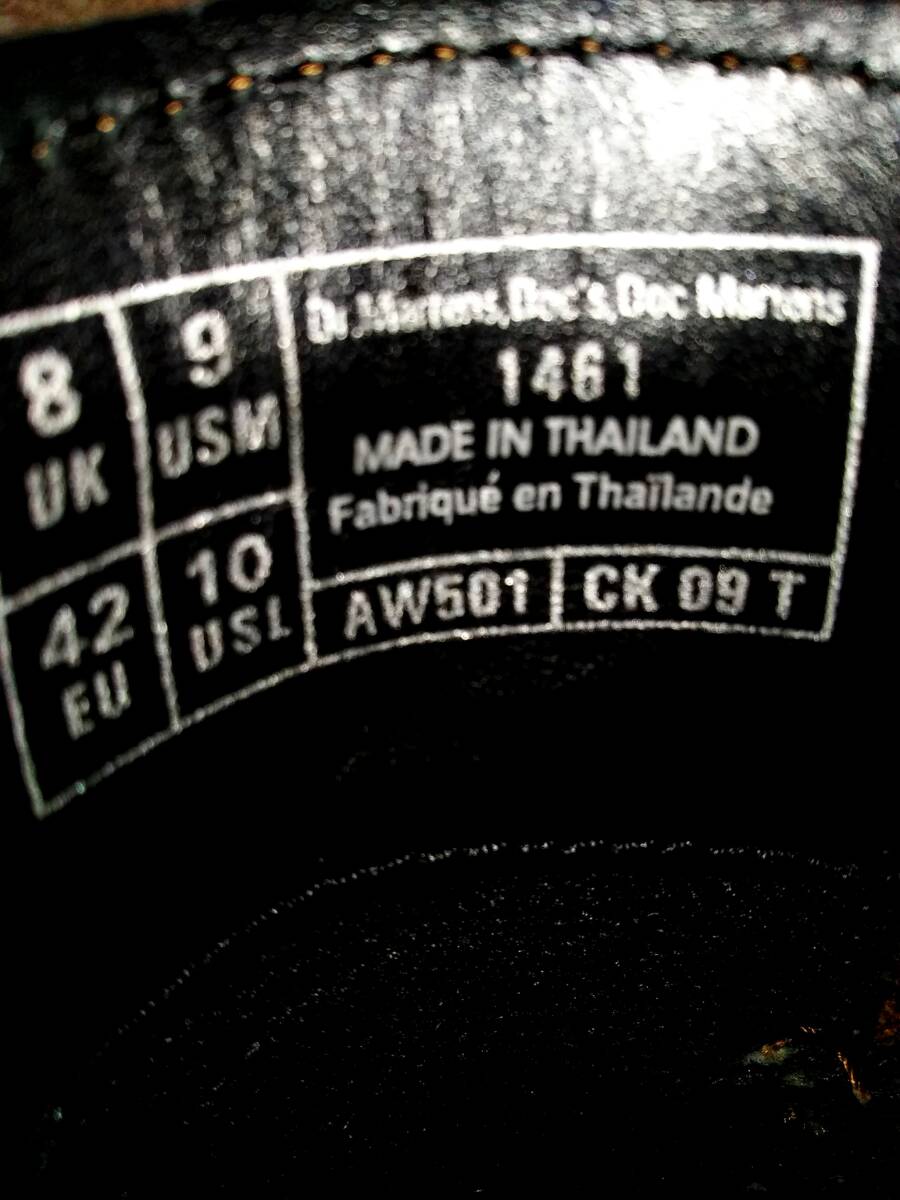 8
UK
9
USM
42
EU
10
USL
Dr.Martens,Doc's,Doc Martens
1461
MADE IN THAILAND
Fabriqué en Thaïlande
AW501
CK 09 T